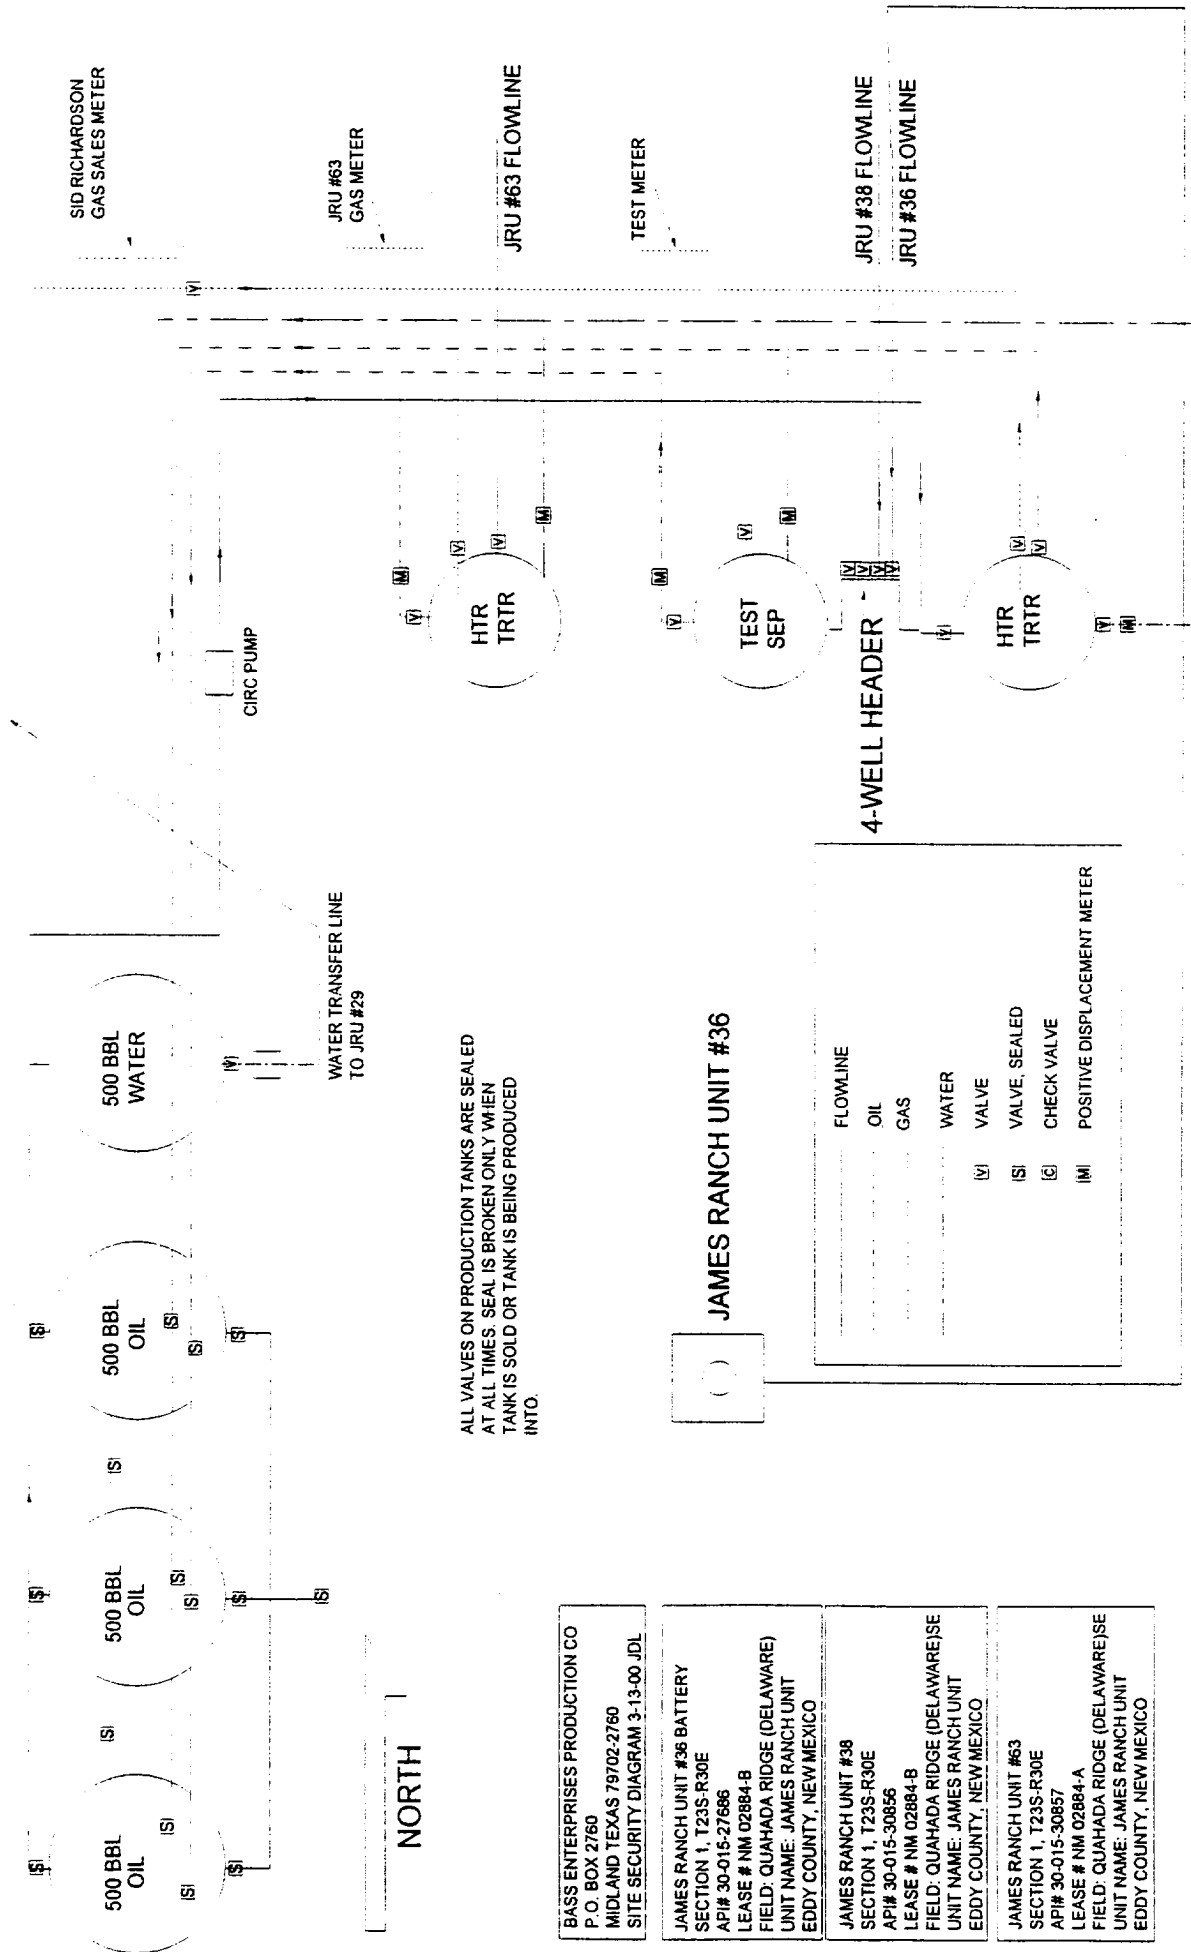 500 BBL
OIL
500 BBL
OIL
500 BBL
OIL
500 BBL
WATER
S
S
S
S
S
S
S
S
S
S
S
S
S
S
V
WATER TRANSFER LINE
TO JRU #29
CIRC PUMP
SID RICHARDSON
GAS SALES METER
V
JRU #63
GAS METER
JRU #63 FLOWLINE
TEST METER
JRU #38 FLOWLINE
JRU #36 FLOWLINE
HTR
TRTR
M
V
V
V
M
TEST
SEP
M
V
V
M
V
V
V
V
4-WELL HEADER
HTR
TRTR
V
V
V
V
M
NORTH
ALL VALVES ON PRODUCTION TANKS ARE SEALED
AT ALL TIMES. SEAL IS BROKEN ONLY WHEN
TANK IS SOLD OR TANK IS BEING PRODUCED
INTO.
JAMES RANCH UNIT #36
FLOWLINE
OIL
GAS
WATER
V VALVE
S VALVE, SEALED
C CHECK VALVE
M POSITIVE DISPLACEMENT METER
BASS ENTERPRISES PRODUCTION CO
P.O. BOX 2760
MIDLAND TEXAS 79702-2760
SITE SECURITY DIAGRAM 3-13-00 JDL
JAMES RANCH UNIT #36 BATTERY
SECTION 1, T23S-R30E
API# 30-015-27686
LEASE # NM 02884-B
FIELD: QUAHADA RIDGE (DELAWARE)
UNIT NAME: JAMES RANCH UNIT
EDDY COUNTY, NEW MEXICO
JAMES RANCH UNIT #38
SECTION 1, T23S-R30E
API# 30-015-30856
LEASE # NM 02884-B
FIELD: QUAHADA RIDGE (DELAWARE)SE
UNIT NAME: JAMES RANCH UNIT
EDDY COUNTY, NEW MEXICO
JAMES RANCH UNIT #63
SECTION 1, T23S-R30E
API# 30-015-30857
LEASE # NM 02884-A
FIELD: QUAHADA RIDGE (DELAWARE)SE
UNIT NAME: JAMES RANCH UNIT
EDDY COUNTY, NEW MEXICO